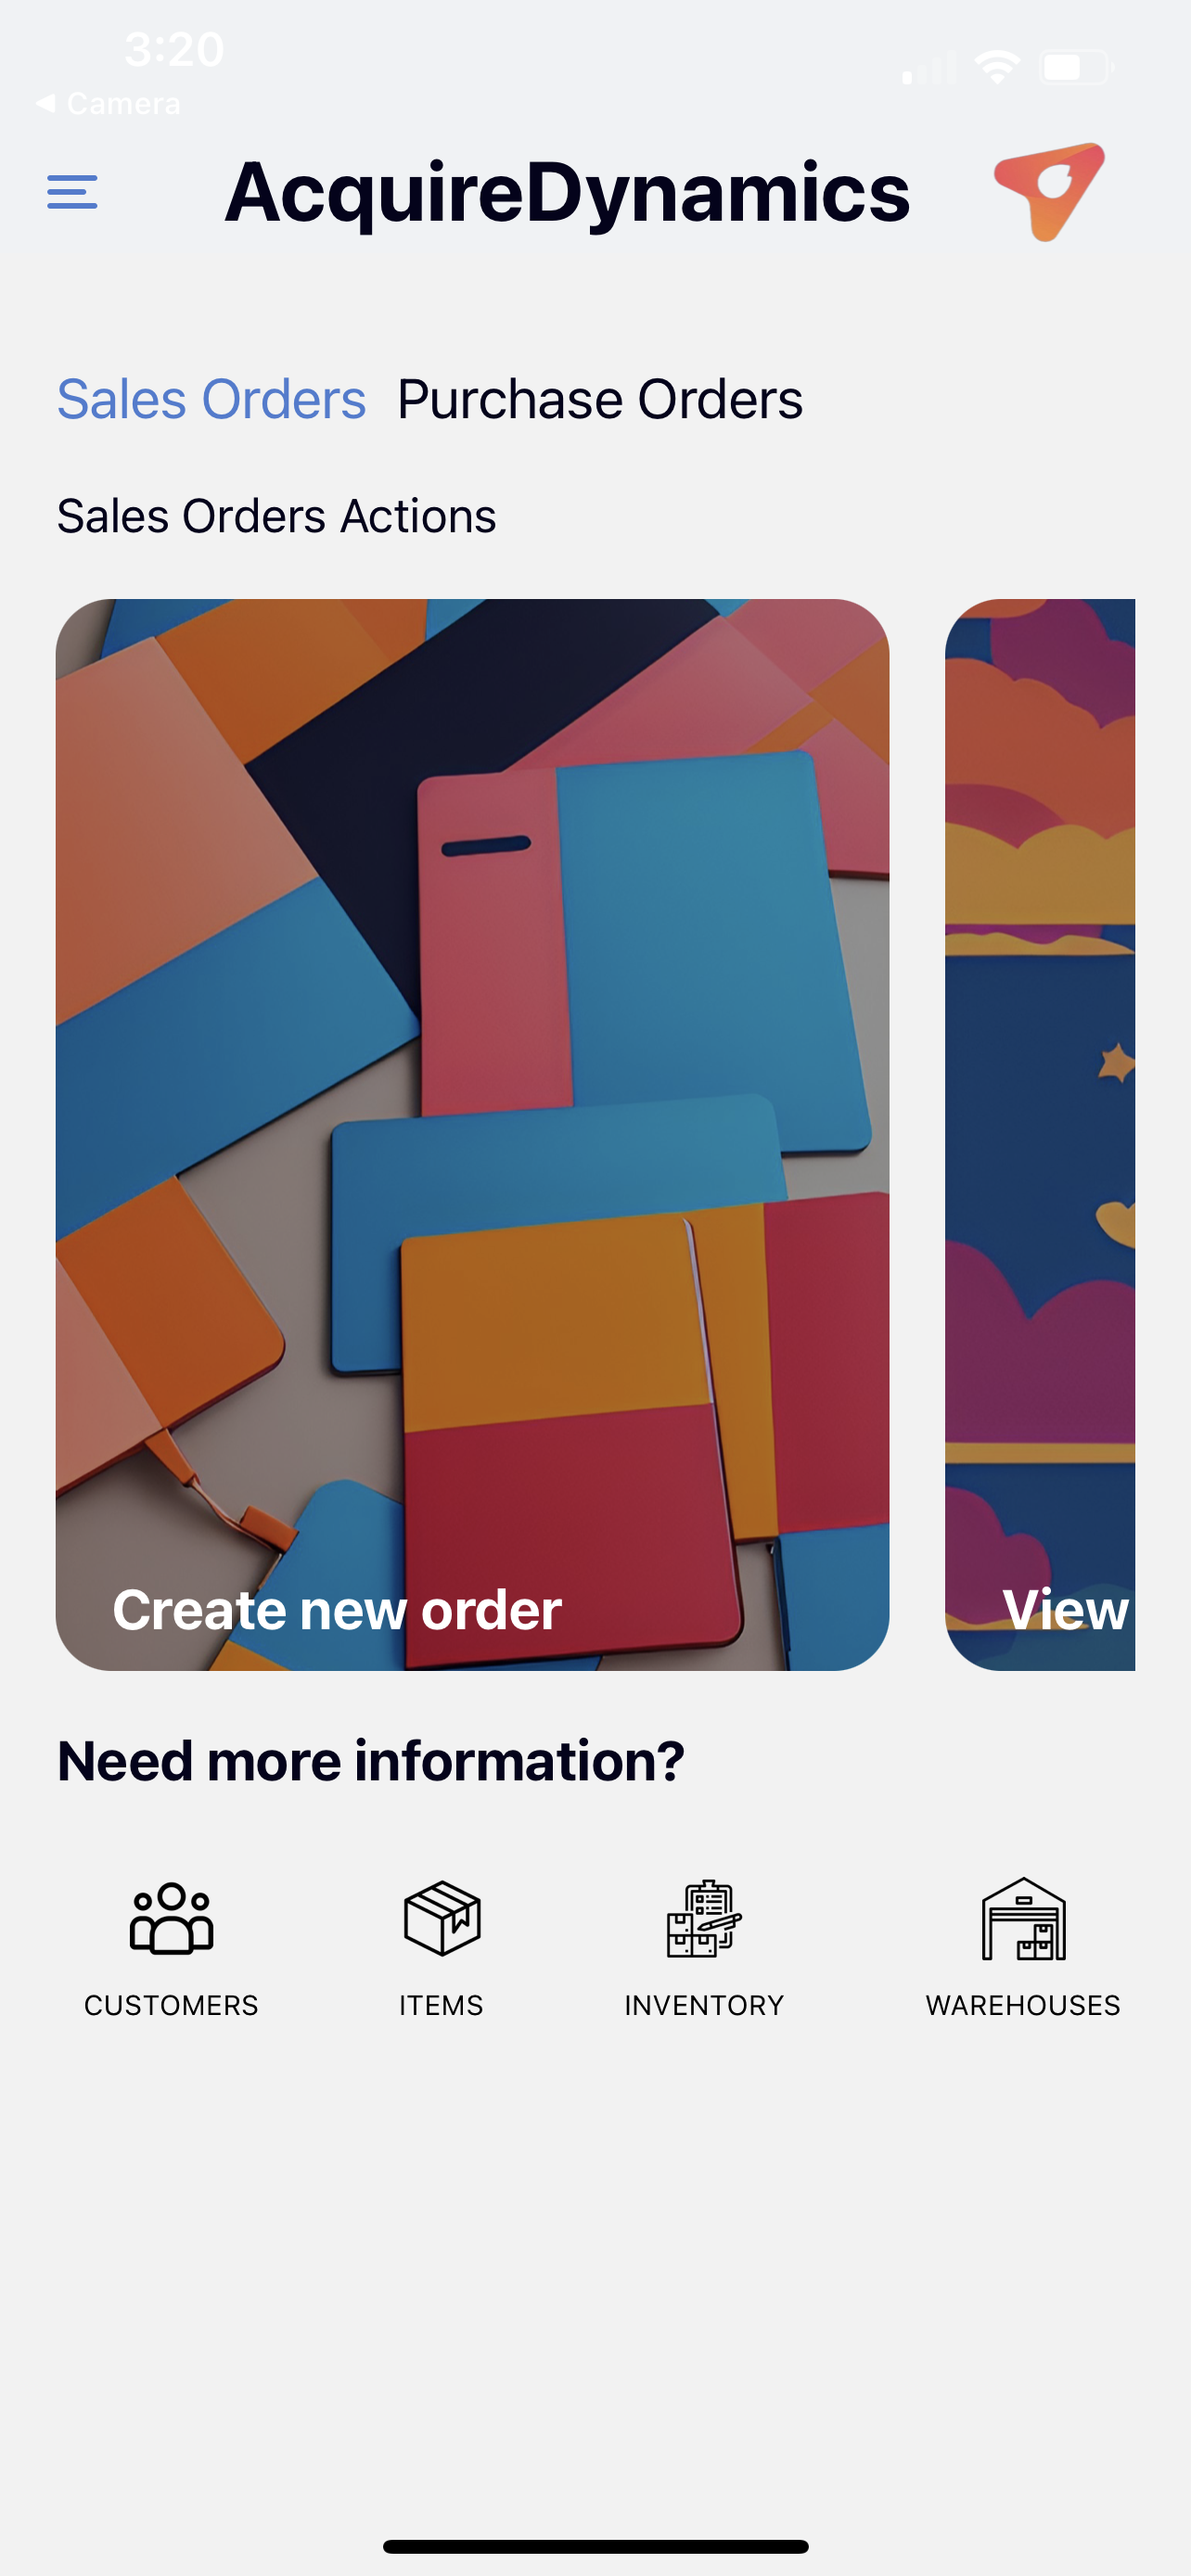 3:20
◀ Camera
AcquireDynamics
Sales Orders Purchase Orders
Sales Orders Actions
Create new order
View
Need more information?
CUSTOMERS ITEMS INVENTORY WAREHOUSES